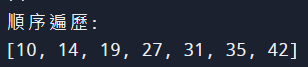 順序遍歷:
[10, 14, 19, 27, 31, 35, 42]